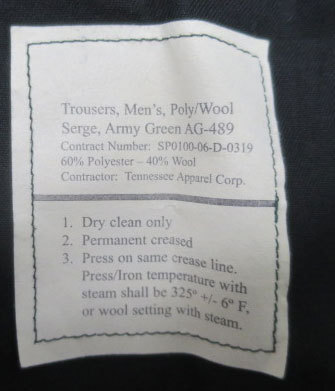 Trousers, Men's, Poly/Wool
Serge, Army Green AG-489
Contract Number: SP0100-06-D-0319
60% Polyester – 40% Wool
Contractor: Tennessee Apparel Corp.
1. Dry clean only
2. Permanent creased
3. Press on same crease line.
Press/Iron temperature with
steam shall be 325º +/- 6º F,
or wool setting with steam.